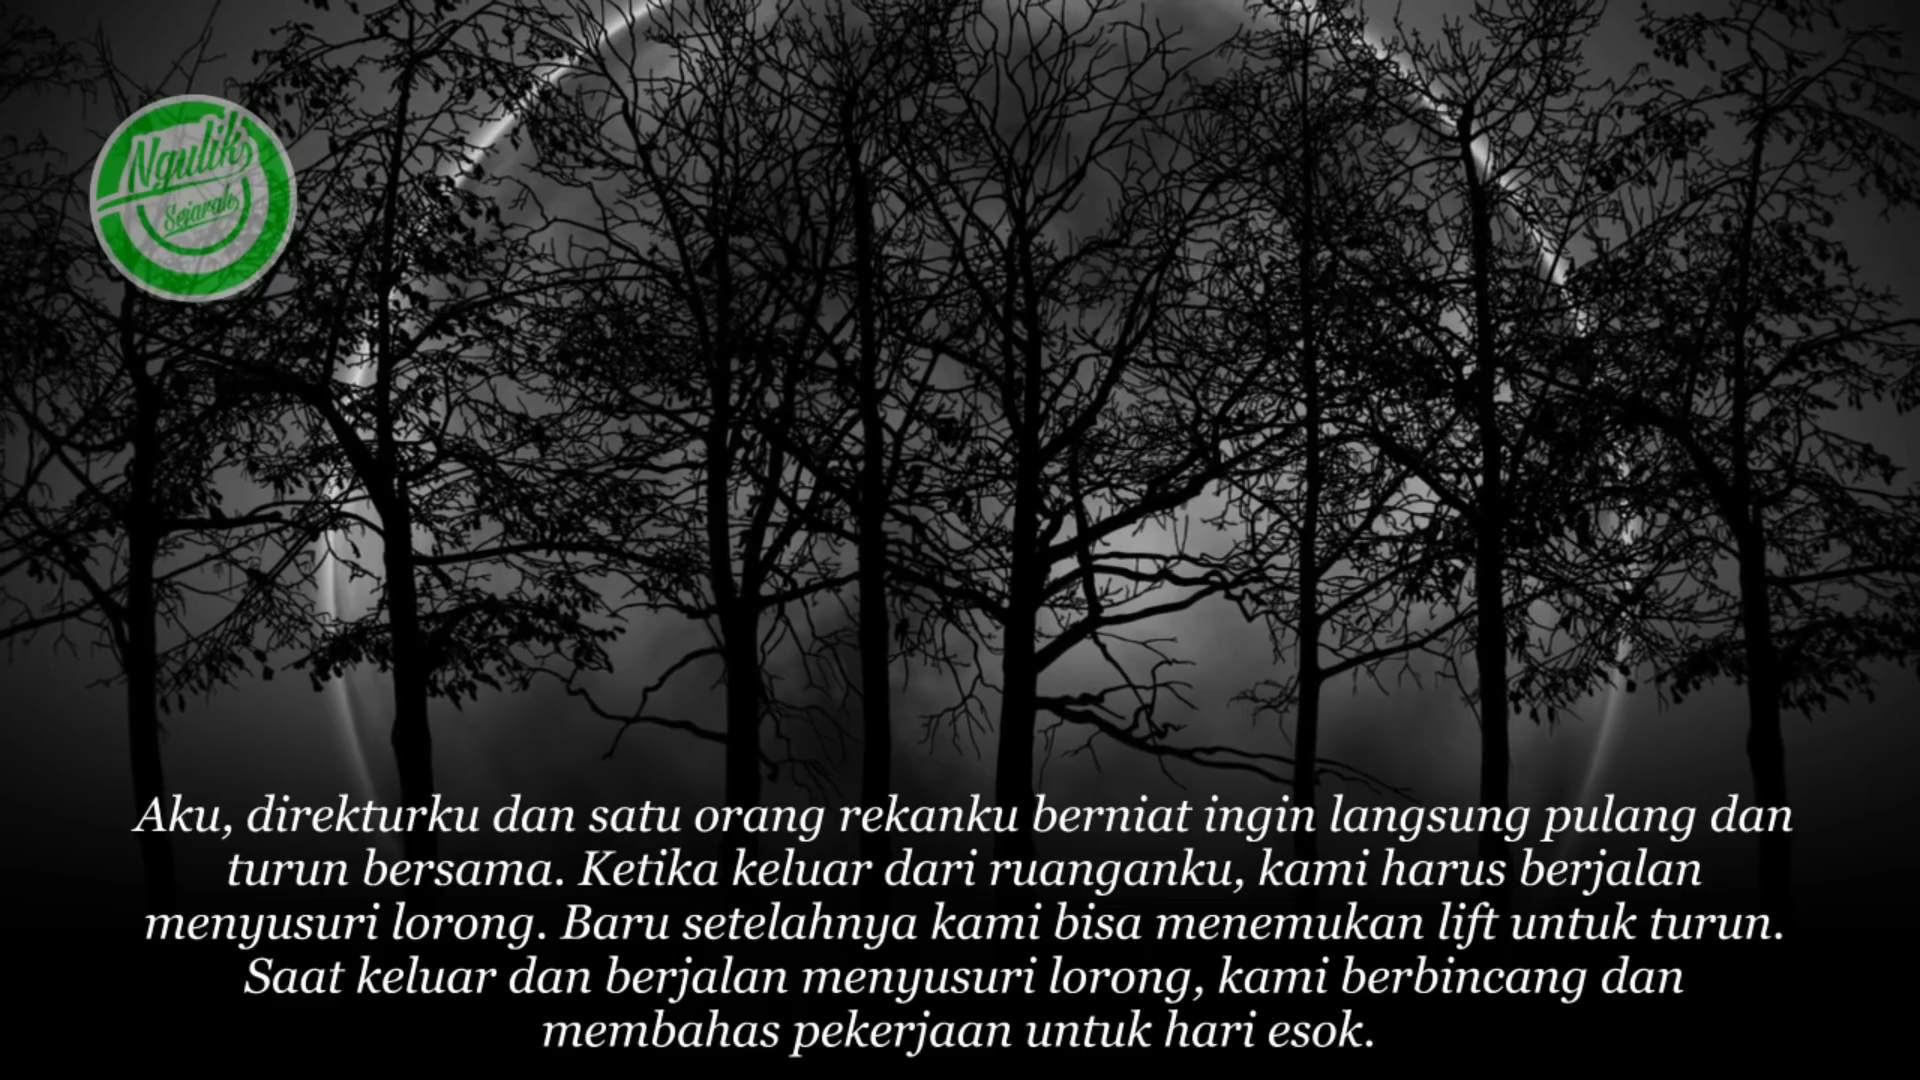 Ngulik
Sejarah
Aku, direkturku dan satu orang rekanku berniat ingin langsung pulang dan
turun bersama. Ketika keluar dari ruanganku, kami harus berjalan
menyusuri lorong. Baru setelahnya kami bisa menemukan lift untuk turun.
Saat keluar dan berjalan menyusuri lorong, kami berbincang dan
membahas pekerjaan untuk hari esok.